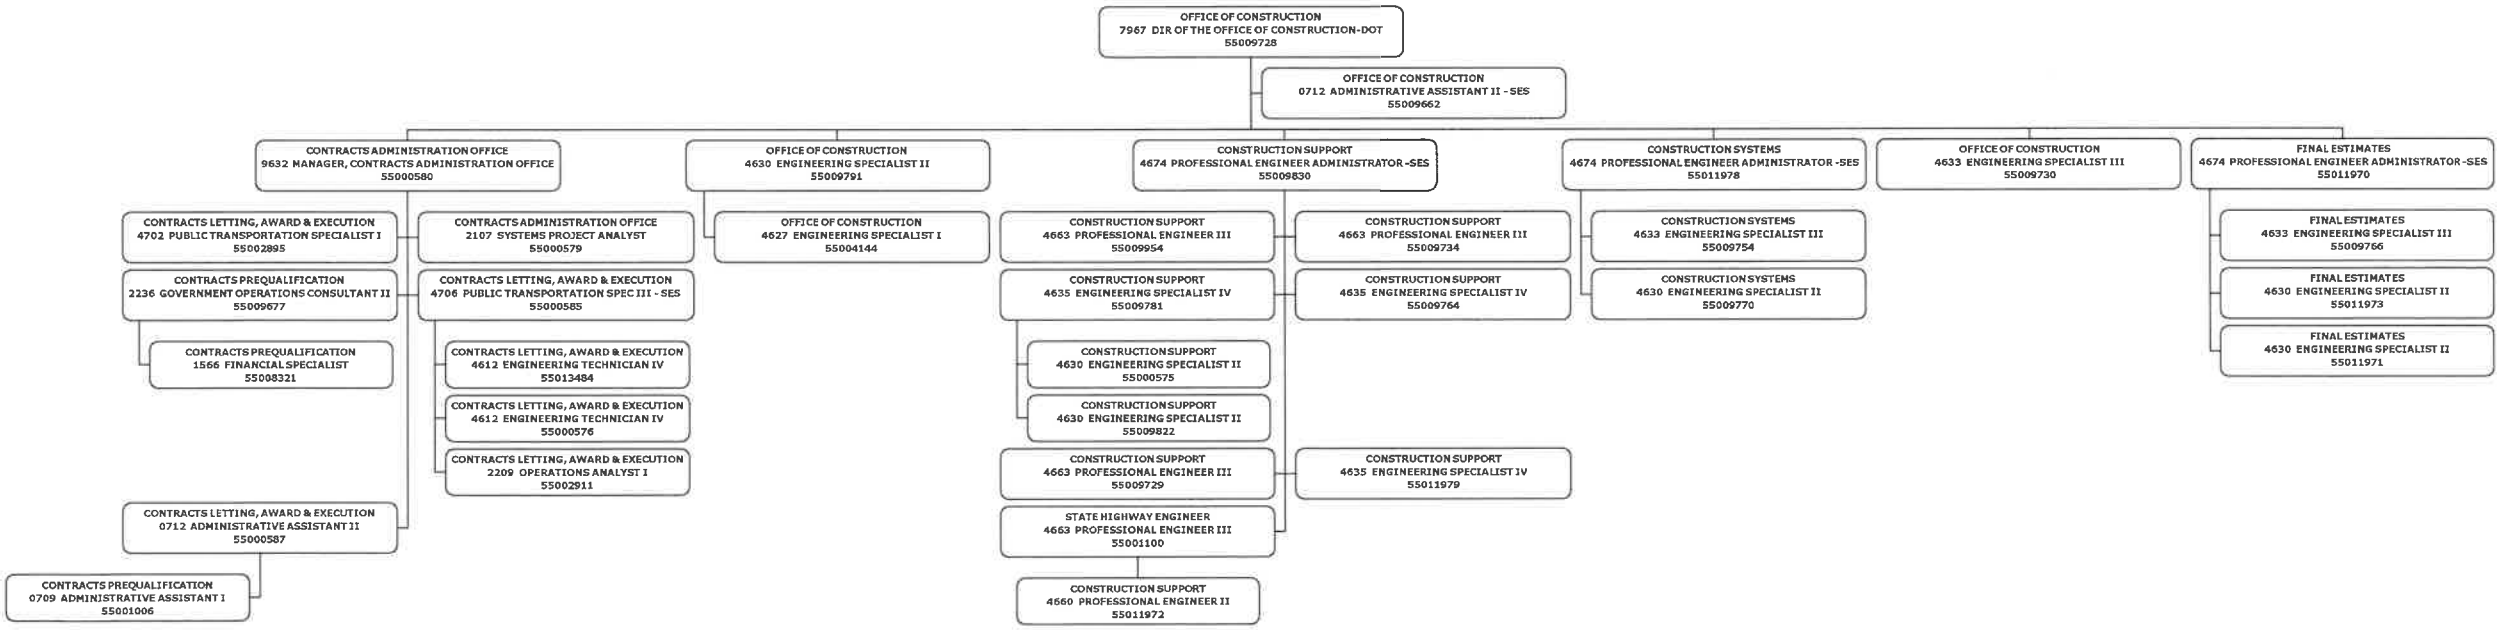 OFFICE OF CONSTRUCTION
7967 DIR OF THE OFFICE OF CONSTRUCTION-DOT
55009728
OFFICE OF CONSTRUCTION
0712 ADMINISTRATIVE ASSISTANT II - SES
55009662
CONTRACTS ADMINISTRATION OFFICE
9632 MANAGER, CONTRACTS ADMINISTRATION OFFICE
55000580
OFFICE OF CONSTRUCTION
4630 ENGINEERING SPECIALIST II
55009791
CONSTRUCTION SUPPORT
4674 PROFESSIONAL ENGINEER ADMINISTRATOR -SES
55009830
CONSTRUCTION SYSTEMS
4674 PROFESSIONAL ENGINEER ADMINISTRATOR -SES
55011978
OFFICE OF CONSTRUCTION
4633 ENGINEERING SPECIALIST III
55009730
FINAL ESTIMATES
4674 PROFESSIONAL ENGINEER ADMINISTRATOR -SES
55011970
CONTRACTS LETTING, AWARD & EXECUTION
4702 PUBLIC TRANSPORTATION SPECIALIST I
55002895
CONTRACTS ADMINISTRATION OFFICE
2107 SYSTEMS PROJECT ANALYST
55000579
OFFICE OF CONSTRUCTION
4627 ENGINEERING SPECIALIST I
55004144
CONSTRUCTION SUPPORT
4663 PROFESSIONAL ENGINEER III
55009954
CONSTRUCTION SUPPORT
4663 PROFESSIONAL ENGINEER III
55009734
CONSTRUCTION SYSTEMS
4633 ENGINEERING SPECIALIST III
55009754
FINAL ESTIMATES
4633 ENGINEERING SPECIALIST III
55009766
CONTRACTS PREQUALIFICATION
2236 GOVERNMENT OPERATIONS CONSULTANT II
55009677
CONTRACTS LETTING, AWARD & EXECUTION
4706 PUBLIC TRANSPORTATION SPEC III - SES
55000585
CONSTRUCTION SUPPORT
4635 ENGINEERING SPECIALIST IV
55009781
CONSTRUCTION SUPPORT
4635 ENGINEERING SPECIALIST IV
55009764
CONSTRUCTION SYSTEMS
4630 ENGINEERING SPECIALIST II
55009770
FINAL ESTIMATES
4630 ENGINEERING SPECIALIST II
55011973
CONTRACTS PREQUALIFICATION
1566 FINANCIAL SPECIALIST
55008321
CONTRACTS LETTING, AWARD & EXECUTION
4612 ENGINEERING TECHNICIAN IV
55013484
CONSTRUCTION SUPPORT
4630 ENGINEERING SPECIALIST II
55000575
FINAL ESTIMATES
4630 ENGINEERING SPECIALIST II
55011971
CONTRACTS LETTING, AWARD & EXECUTION
4612 ENGINEERING TECHNICIAN IV
55000576
CONSTRUCTION SUPPORT
4630 ENGINEERING SPECIALIST II
55009822
CONTRACTS LETTING, AWARD & EXECUTION
2209 OPERATIONS ANALYST I
55002911
CONSTRUCTION SUPPORT
4663 PROFESSIONAL ENGINEER III
55009729
CONSTRUCTION SUPPORT
4635 ENGINEERING SPECIALIST IV
55011979
CONTRACTS LETTING, AWARD & EXECUTION
0712 ADMINISTRATIVE ASSISTANT II
55000587
STATE HIGHWAY ENGINEER
4663 PROFESSIONAL ENGINEER III
55001100
CONTRACTS PREQUALIFICATION
0709 ADMINISTRATIVE ASSISTANT I
55001006
CONSTRUCTION SUPPORT
4660 PROFESSIONAL ENGINEER II
55011972